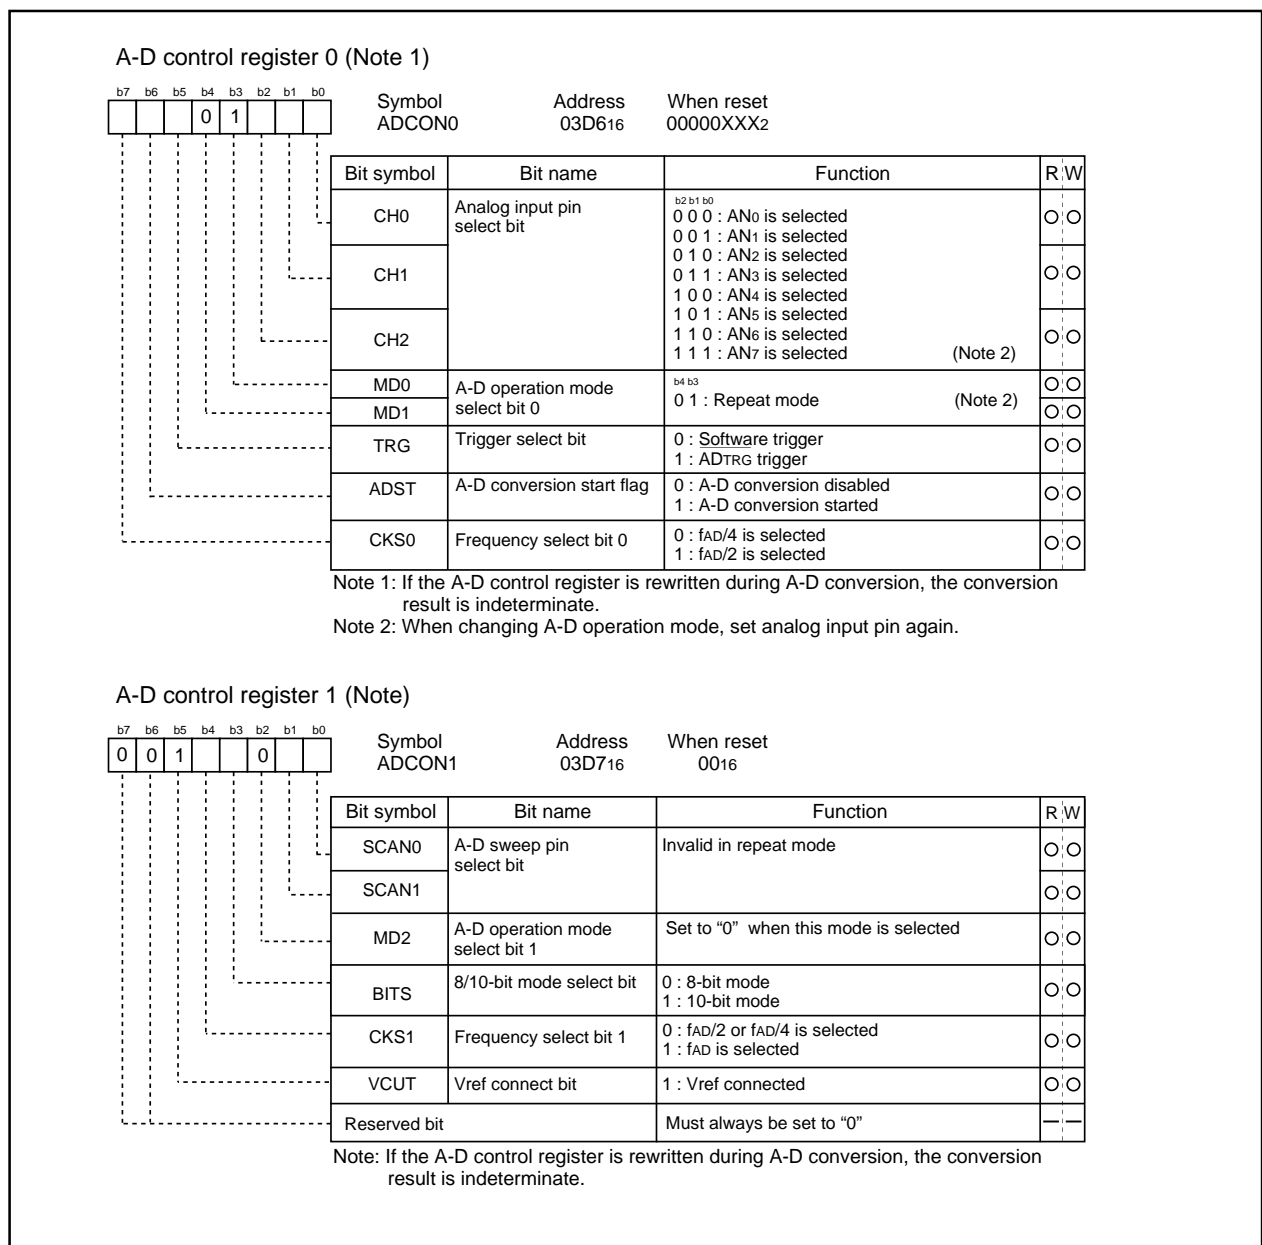 A-D control register 0 (Note 1)
b7 b6 b5 b4 b3 b2 b1 b0
0 1
Symbol Address When reset
ADCON0 03D616 00000XXX2
Bit symbol Bit name Function R W
CH0 Analog input pin select bit
b2 b1 b0
0 0 0 : AN0 is selected
0 0 1 : AN1 is selected
0 1 0 : AN2 is selected
CH1
0 1 1 : AN3 is selected
1 0 0 : AN4 is selected
1 0 1 : AN5 is selected
CH2
1 1 0 : AN6 is selected
1 1 1 : AN7 is selected (Note 2)
MD0 A-D operation mode select bit 0
b4 b3
0 1 : Repeat mode (Note 2)
MD1
TRG Trigger select bit
0 : Software trigger
1 : ADTRG trigger
ADST A-D conversion start flag
0 : A-D conversion disabled
1 : A-D conversion started
CKS0 Frequency select bit 0
0 : fAD/4 is selected
1 : fAD/2 is selected
Note 1: If the A-D control register is rewritten during A-D conversion, the conversion
result is indeterminate.
Note 2: When changing A-D operation mode, set analog input pin again.
A-D control register 1 (Note)
b7 b6 b5 b4 b3 b2 b1 b0
0 0 1 0
Symbol Address When reset
ADCON1 03D716 0016
Bit symbol Bit name Function R W
SCAN0 A-D sweep pin select bit Invalid in repeat mode
SCAN1
MD2 A-D operation mode select bit 1 Set to “0” when this mode is selected
BITS 8/10-bit mode select bit
0 : 8-bit mode
1 : 10-bit mode
CKS1 Frequency select bit 1
0 : fAD/2 or fAD/4 is selected
1 : fAD is selected
VCUT Vref connect bit 1 : Vref connected
Reserved bit Must always be set to “0”
Note: If the A-D control register is rewritten during A-D conversion, the conversion
result is indeterminate.